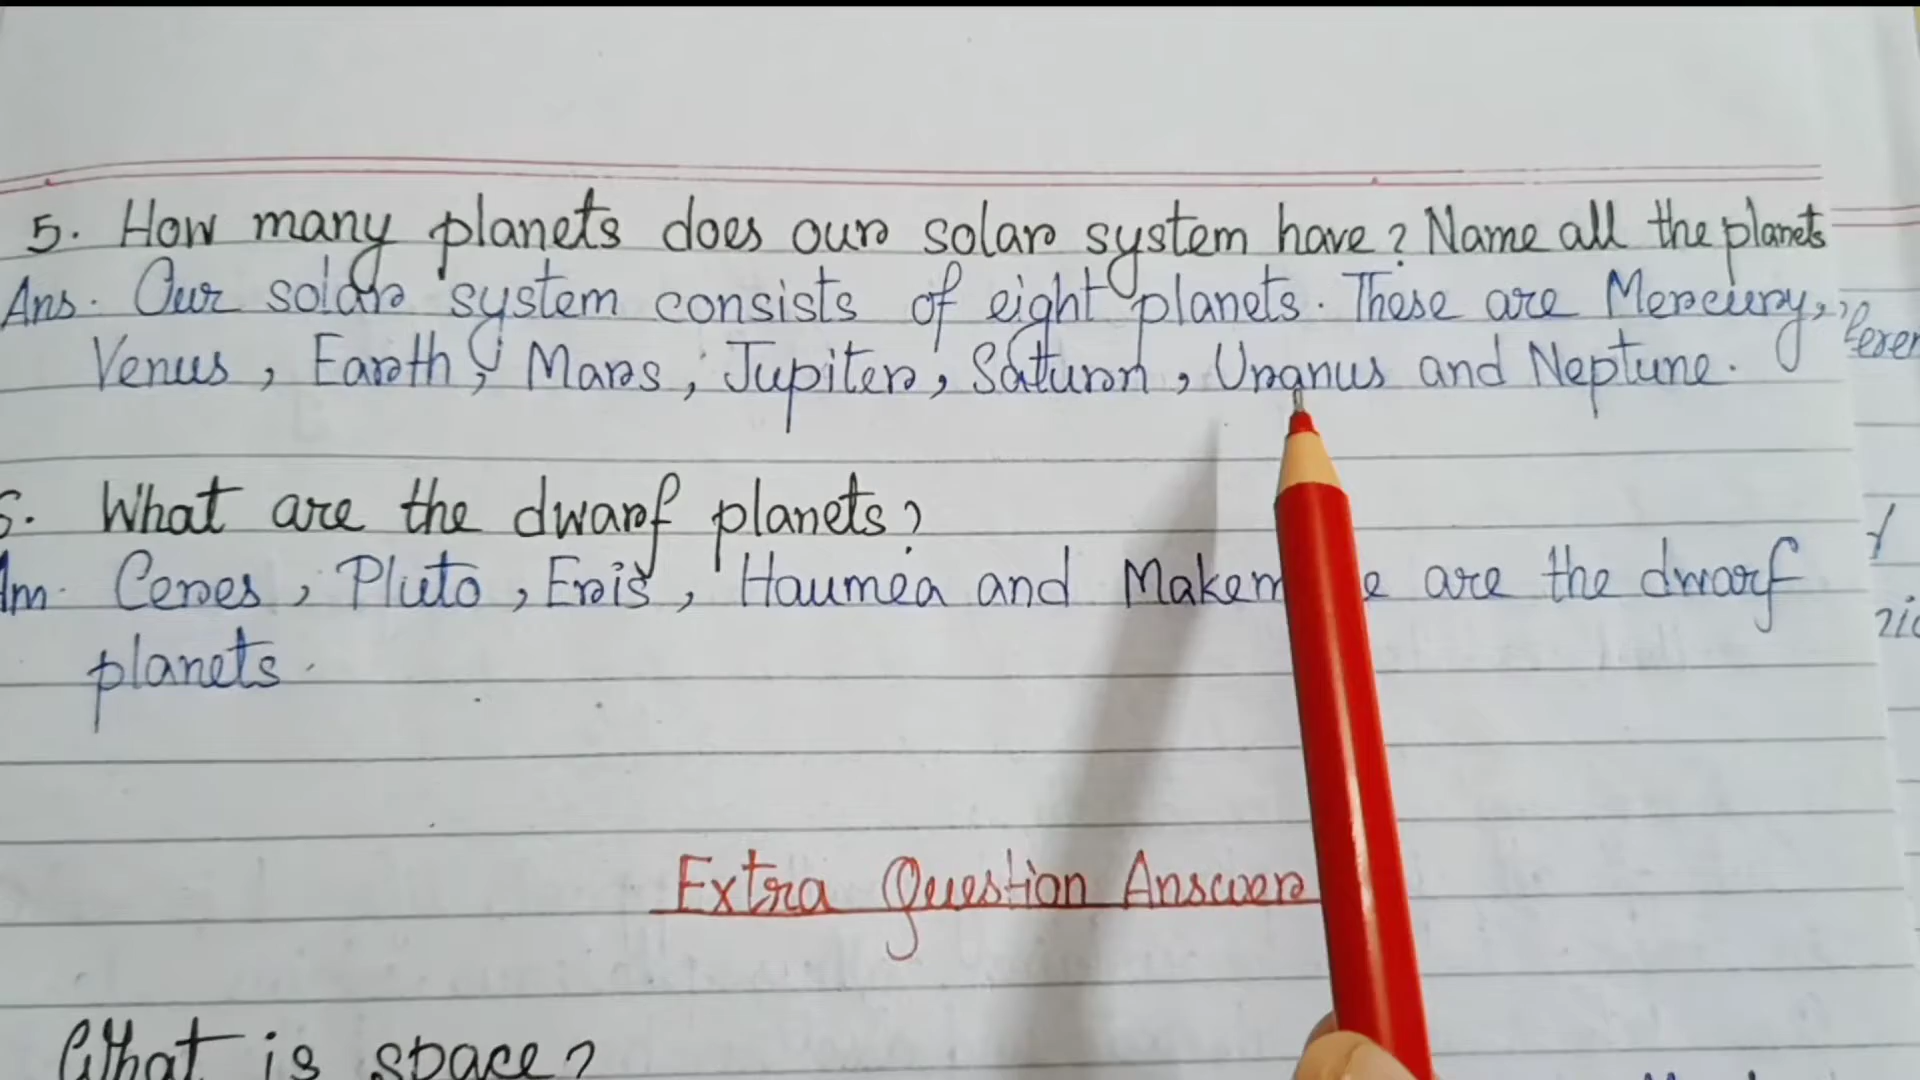 5. How many planets does our solar system have? Name all the planets
Ans. Our solar system consists of eight planets. These are Mercury,
Venus, Earth, Mars, Jupiter, Saturn, Uranus and Neptune.
What are the dwarf planets?
Ceres, Pluto, Eris, Haumea and are the dwarf
planets.
Extra Question Answer
What is space?